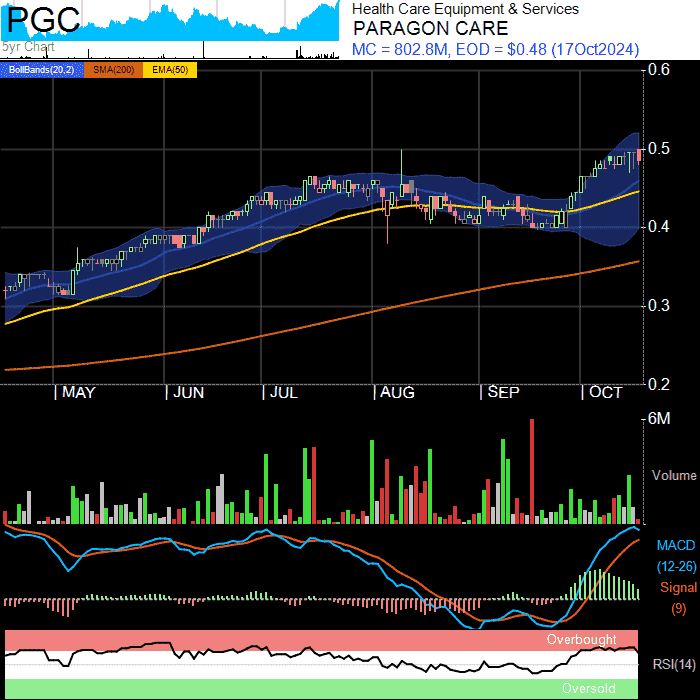 PGC
5yr Chart
Health Care Equipment & Services
PARAGON CARE
MC = 802.8M, EOD = $0.48 (17Oct2024)
BollBands(20,2) SMA(200) EMA(50)
0.6
0.5
0.4
0.3
0.2
MAY JUN JUL AUG SEP OCT
6M
Volume
MACD
(12-26)
Signal
(9)
Overbought
RSI(14)
Oversold